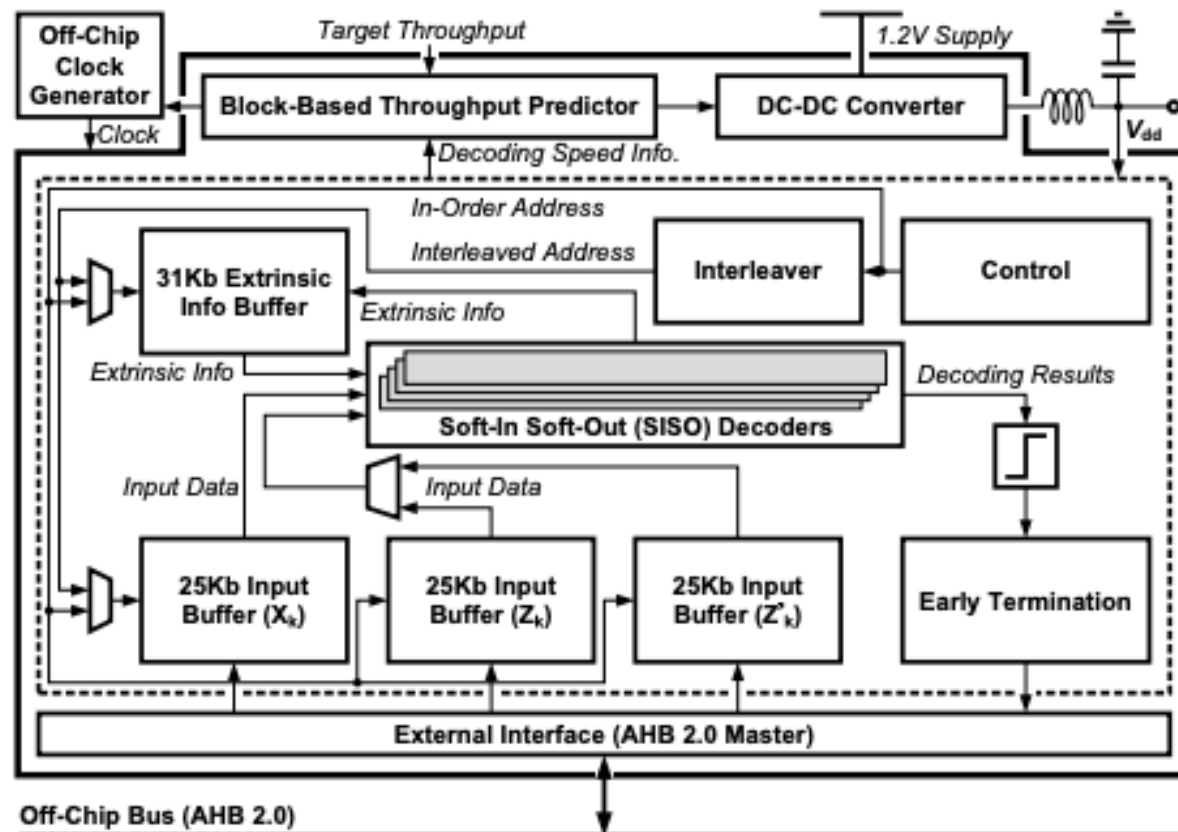 Off-Chip
Clock
Generator
Target Throughput
1.2V Supply
Block-Based Throughput Predictor
DC-DC Converter
Clock
Vdd
Decoding Speed Info.
In-Order Address
Interleaved Address
31Kb Extrinsic
Info Buffer
Interleaver
Control
Extrinsic Info
Extrinsic Info
Decoding Results
Soft-In Soft-Out (SISO) Decoders
Input Data
Input Data
25Kb Input
Buffer (Xk)
25Kb Input
Buffer (Zk)
25Kb Input
Buffer (Z'k)
Early Termination
External Interface (AHB 2.0 Master)
Off-Chip Bus (AHB 2.0)